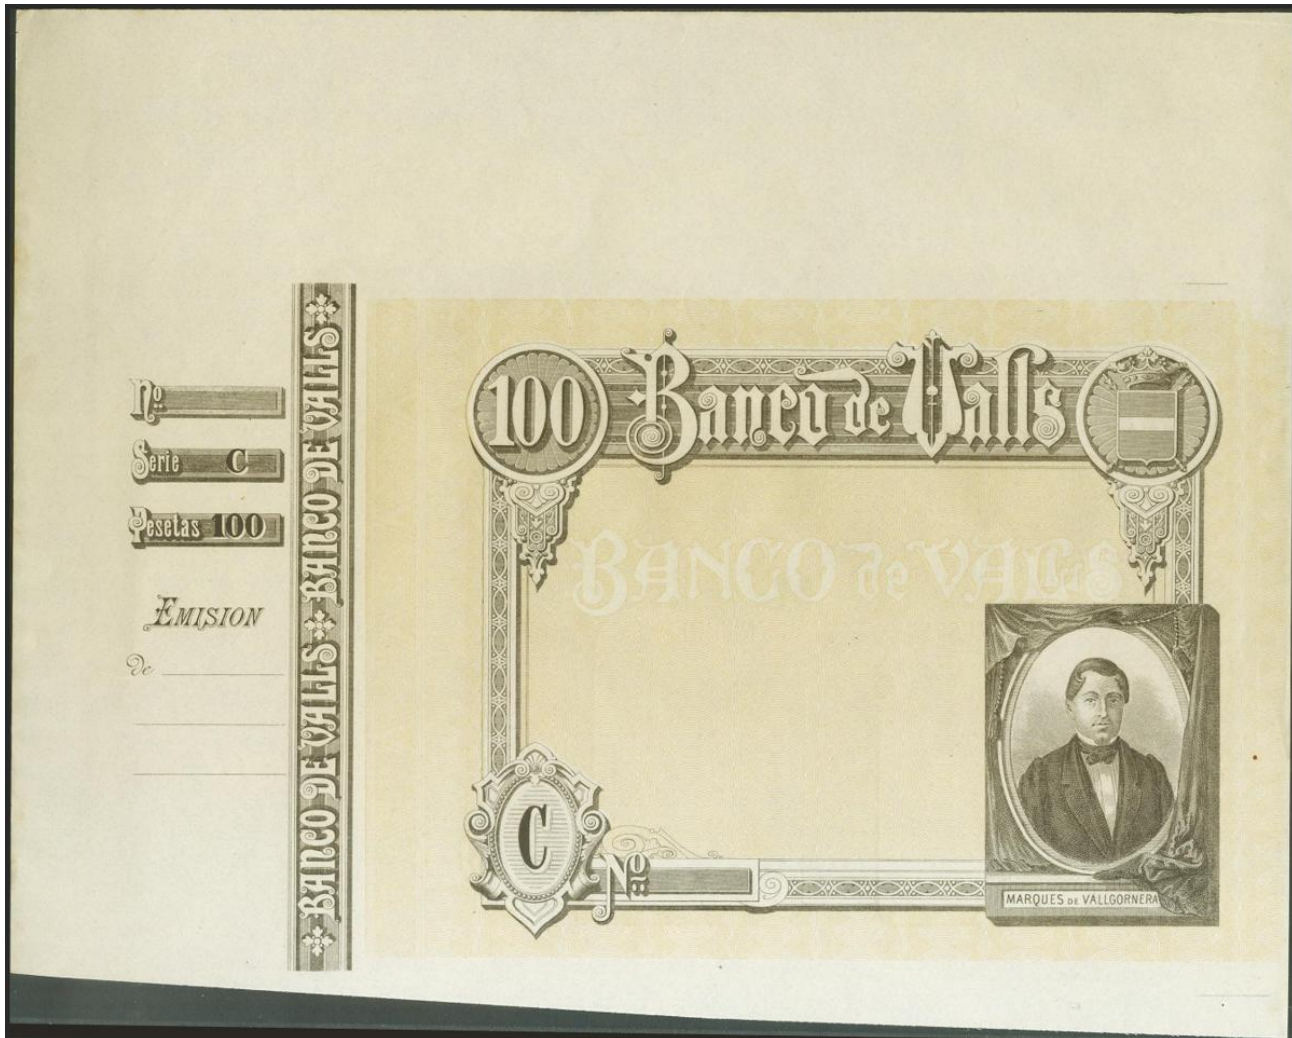 Nº
Serie C
Pesetas 100
EMISION
de
BANCO DE VALLS BANCO DE VALLS
100 Banco de Valls
BANCO de VALLS
C
Nº
MARQUES DE VALLGORNERA